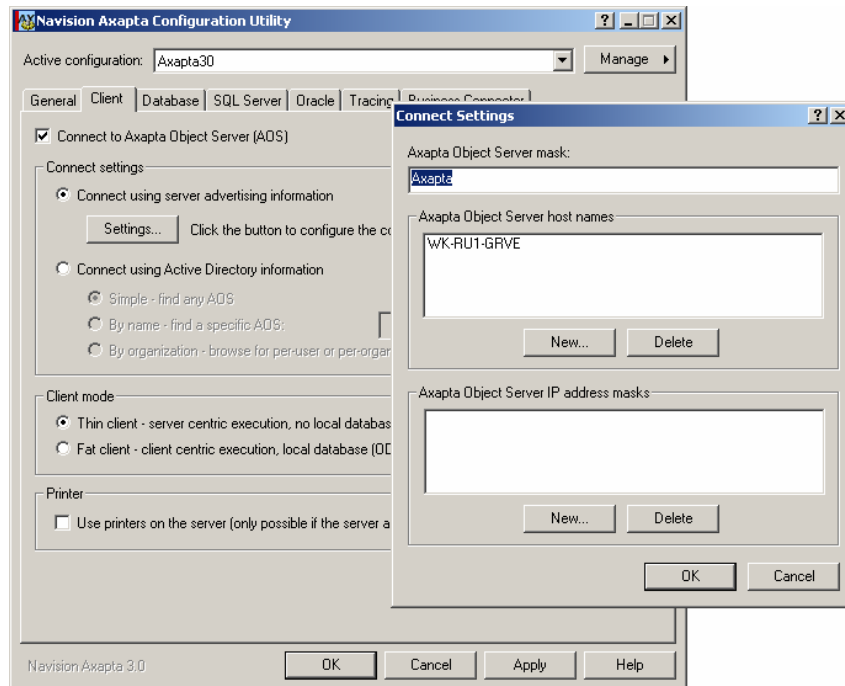 Navision Axapta Configuration Utility
Active configuration: Axapta30 Manage
General Client Database SQL Server Oracle Tracing Business Connector
Connect to Axapta Object Server (AOS)
Connect settings
Connect using server advertising information
Settings... Click the button to configure the
Connect using Active Directory information
Simple - find any AOS
By name - find a specific AOS:
By organization - browse for per-user or
Client mode
Thin client - server centric execution, no local
Fat client - client centric execution, local database
Printer
Use printers on the server (only possible if the server
Navision Axapta 3.0 OK Cancel Apply Help
Connect Settings
Axapta Object Server mask:
Axapta
Axapta Object Server host names
WK-RU1-GRVE
New... Delete
Axapta Object Server IP address masks
New... Delete
OK Cancel